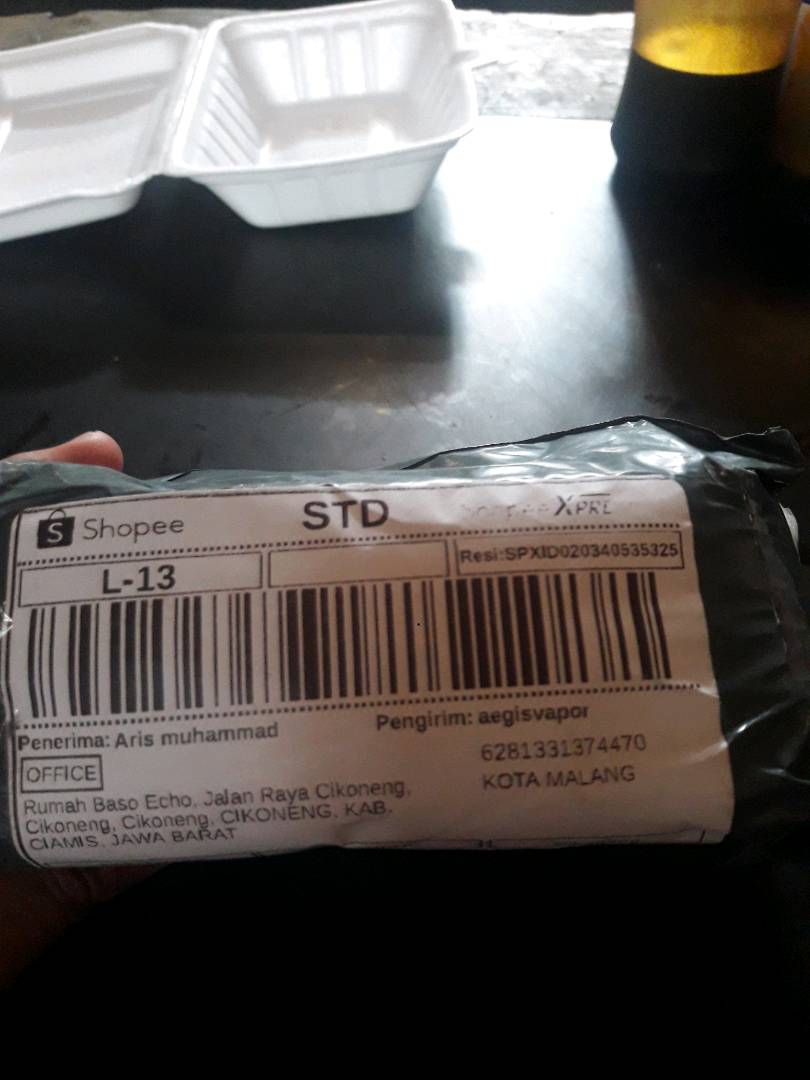 Shopee
STD
XPRE
L-13
Resi:SPXID020340535325
Penerima: Aris muhammad
Pengirim: aegisvapor
6281331374470
KOTA MALANG
OFFICE
Rumah Baso Echo, Jalan Raya Cikoneng,
Cikoneng, Cikoneng, CIKONENG, KAB.
CIAMIS, JAWA BARAT